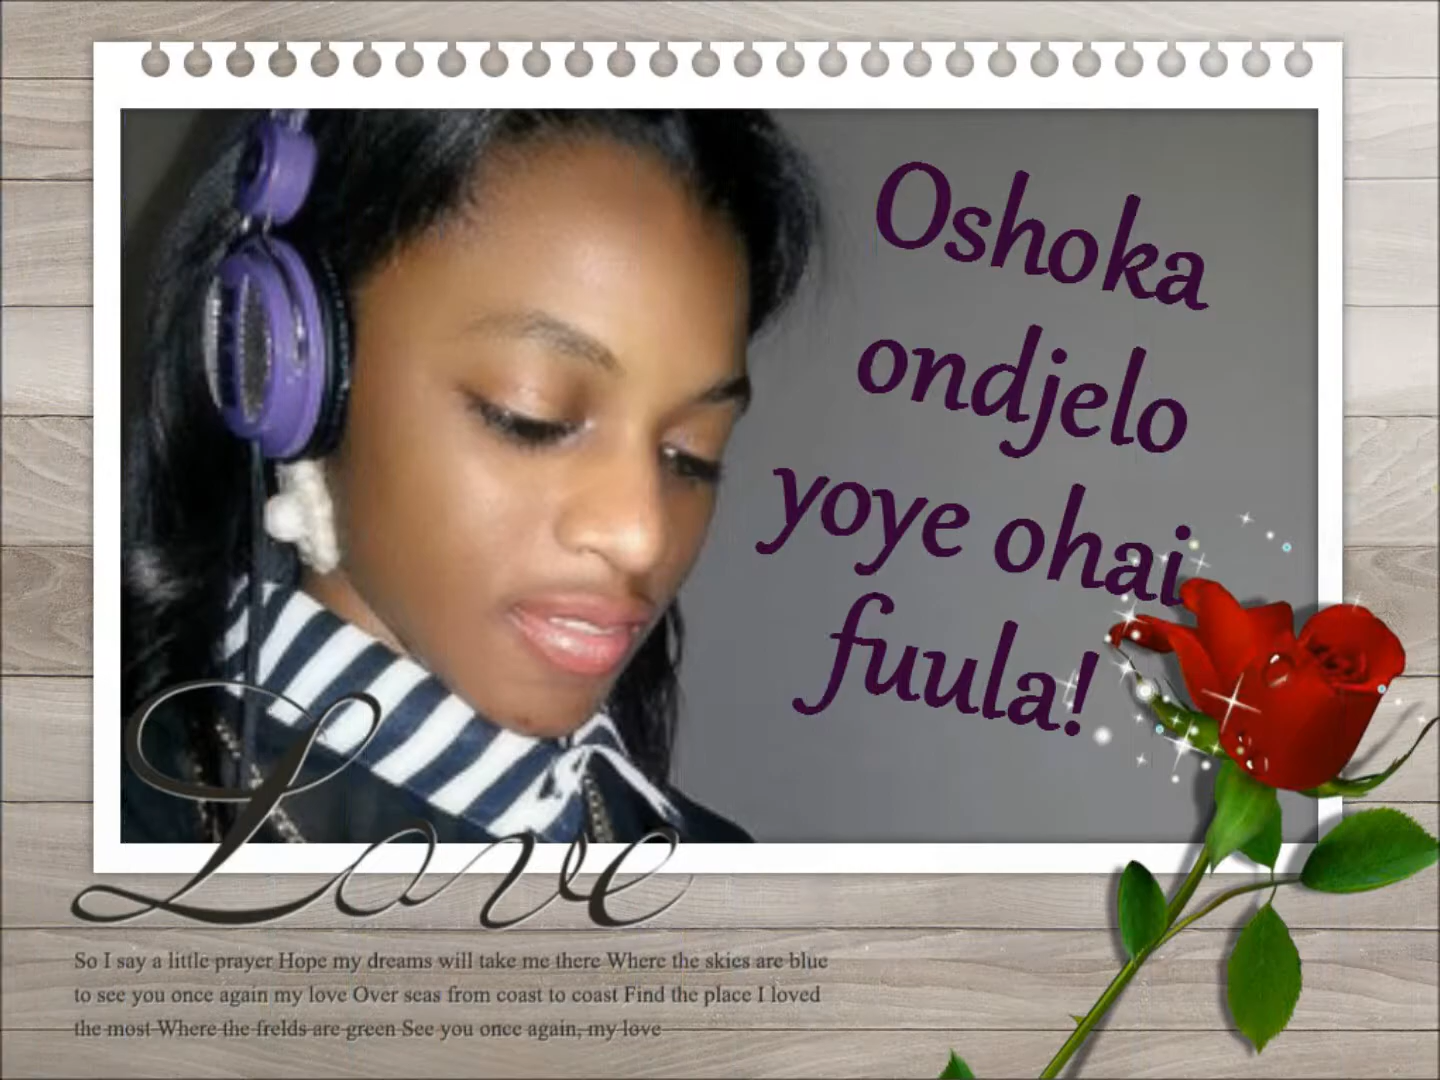 Oshoka
ondjelo
yoye ohai
fuula!
Love
So I say a little prayer Hope my dreams will take me there Where the skies are blue
to see you once again my love Over seas from coast to coast Find the place I loved
the most Where the frelds are green See you once again, my love